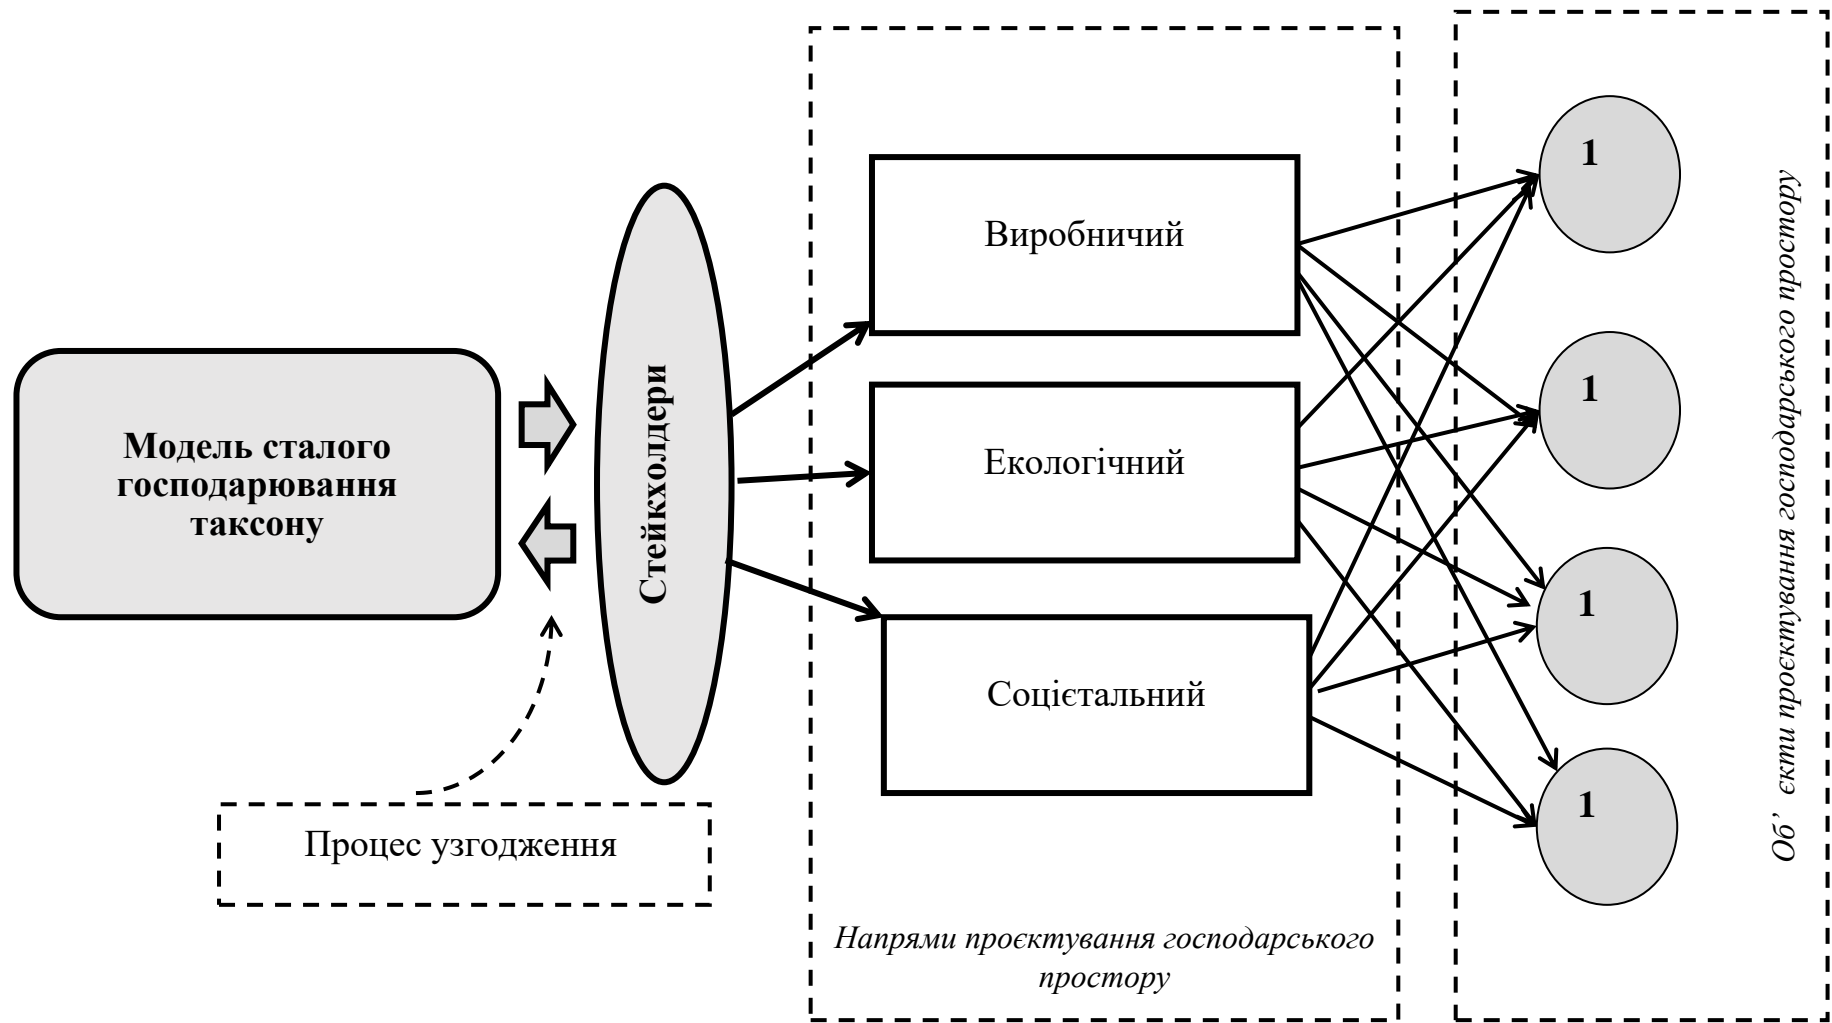 Модель сталого
господарювання
таксону
Стейкхолдери
Процес узгодження
Виробничий
Екологічний
Соцієтальний
Напрями проєктування господарського
простору
1
1
1
1
Об’ єкти проєктування господарського простору